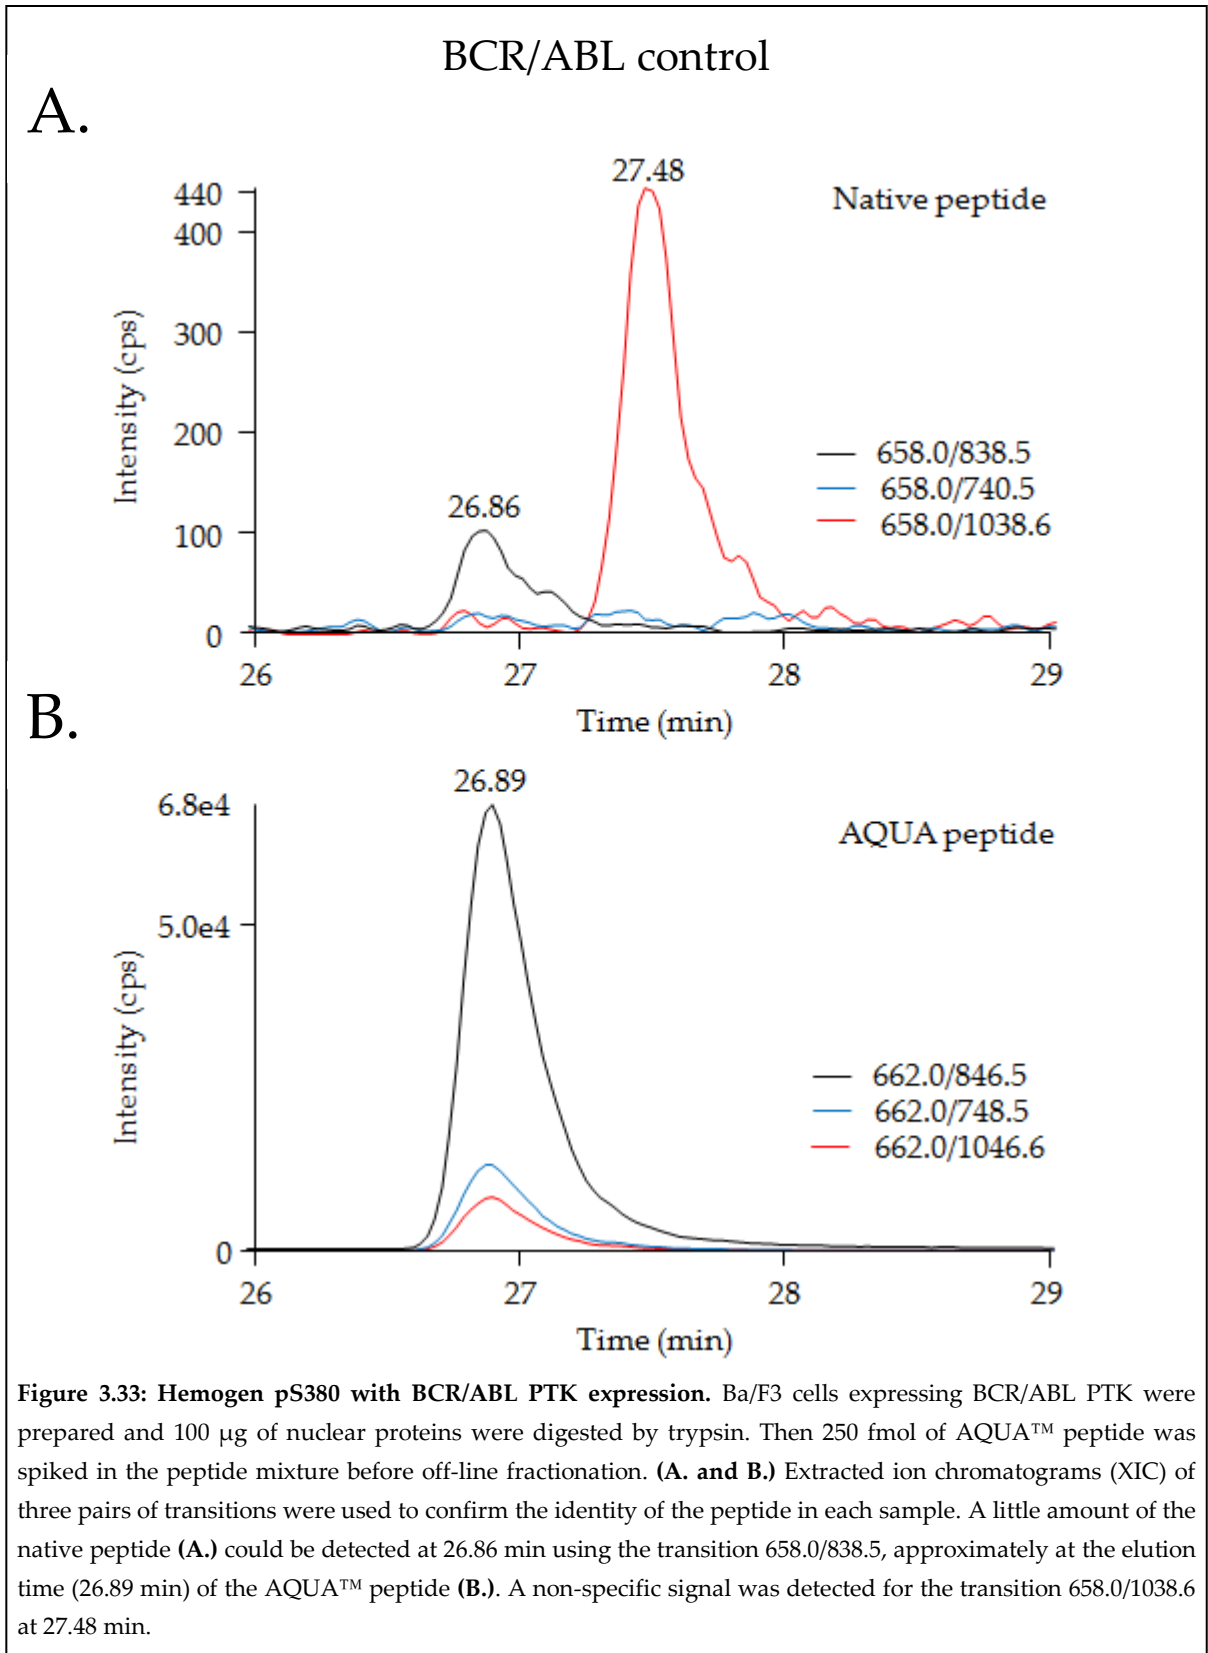 BCR/ABL control
A.
27.48
440
Native peptide
400
Intensity (cps)
300
200
658.0/838.5
26.86
658.0/740.5
658.0/1038.6
100
0
26
27
28
29
Time (min)
B.
26.89
6.8e4
AQUA peptide
5.0e4
Intensity (cps)
662.0/846.5
662.0/748.5
662.0/1046.6
0
26
27
28
29
Time (min)
Figure 3.33: Hemogen pS380 with BCR/ABL PTK expression. Ba/F3 cells expressing BCR/ABL PTK were
prepared and 100 µg of nuclear proteins were digested by trypsin. Then 250 fmol of AQUA™ peptide was
spiked in the peptide mixture before off-line fractionation. (A. and B.) Extracted ion chromatograms (XIC) of
three pairs of transitions were used to confirm the identity of the peptide in each sample. A little amount of the
native peptide (A.) could be detected at 26.86 min using the transition 658.0/838.5, approximately at the elution
time (26.89 min) of the AQUA™ peptide (B.). A non-specific signal was detected for the transition 658.0/1038.6
at 27.48 min.